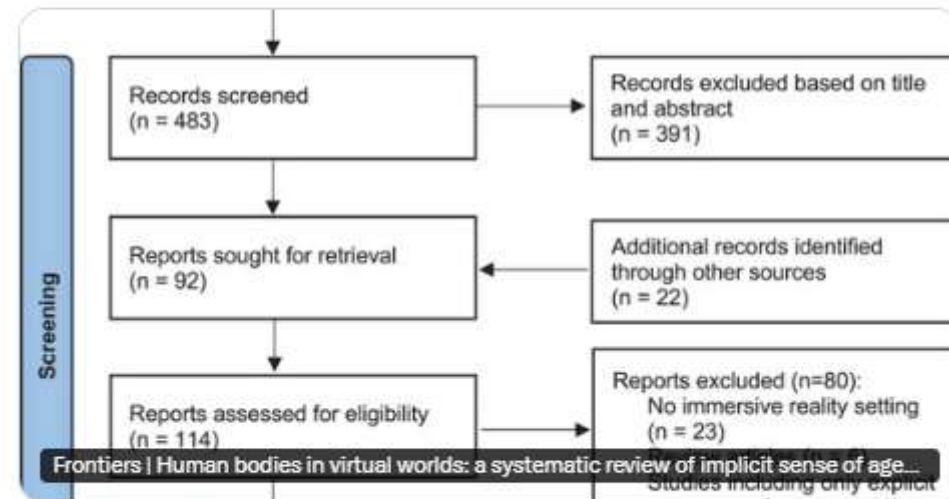 Records screened
(n = 483)
Records excluded based on title
and abstract
(n = 391)
Reports sought for retrieval
(n = 92)
Additional records identified
through other sources
(n = 22)
Screening
Reports assessed for eligibility
(n = 114)
Reports excluded (n=80):
No immersive reality setting
(n = 23)
Studies including only explicit
Frontiers | Human bodies in virtual worlds: a systematic review of implicit sense of age...